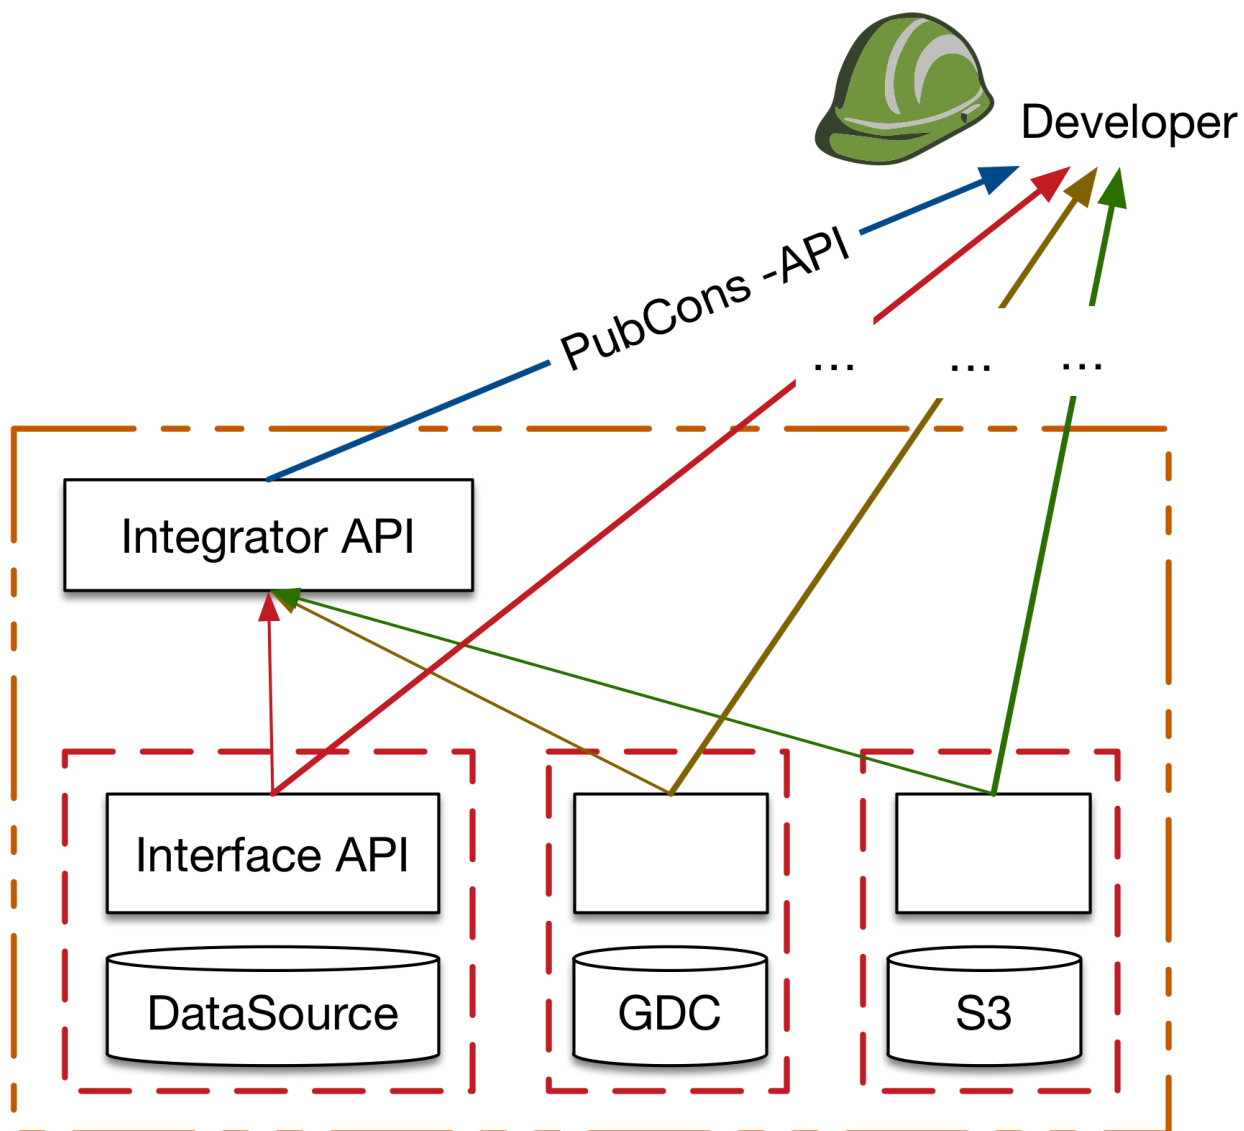 Developer
PubCons -API
... ... ...
Integrator API
Interface API
DataSource
GDC
S3